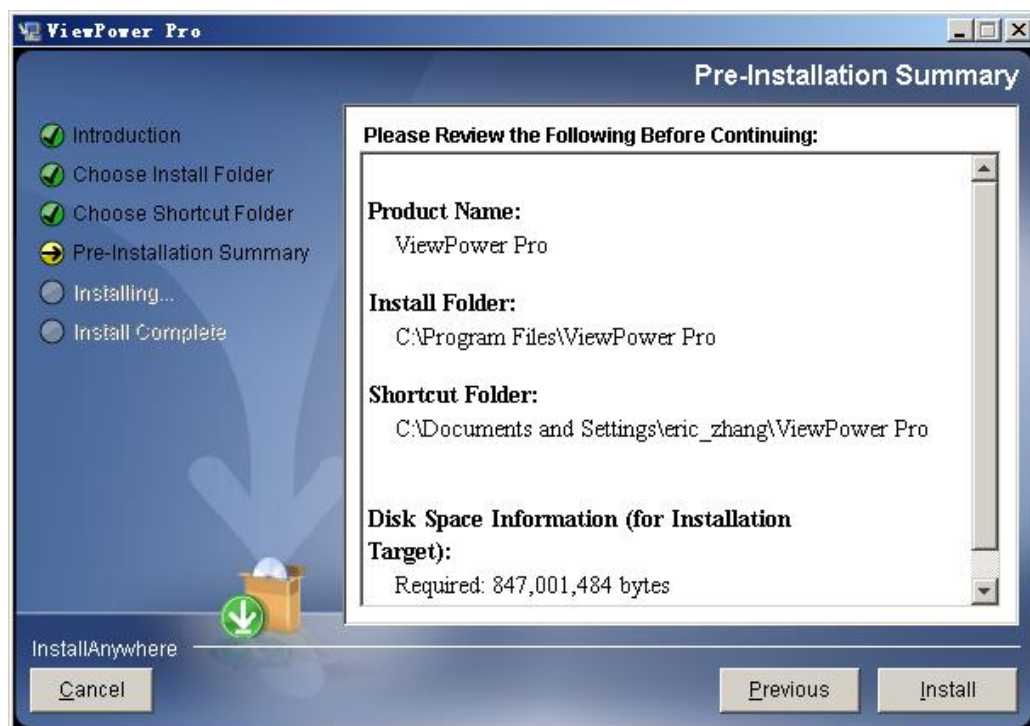 ViewPower Pro
Pre-Installation Summary
Introduction
Choose Install Folder
Choose Shortcut Folder
Pre-Installation Summary
Installing...
Install Complete
Please Review the Following Before Continuing:
Product Name:
ViewPower Pro
Install Folder:
C:\Program Files\ViewPower Pro
Shortcut Folder:
C:\Documents and Settings\eric_zhang\ViewPower Pro
Disk Space Information (for Installation
Target):
Required: 847,001,484 bytes
InstallAnywhere
Cancel
Previous
Install